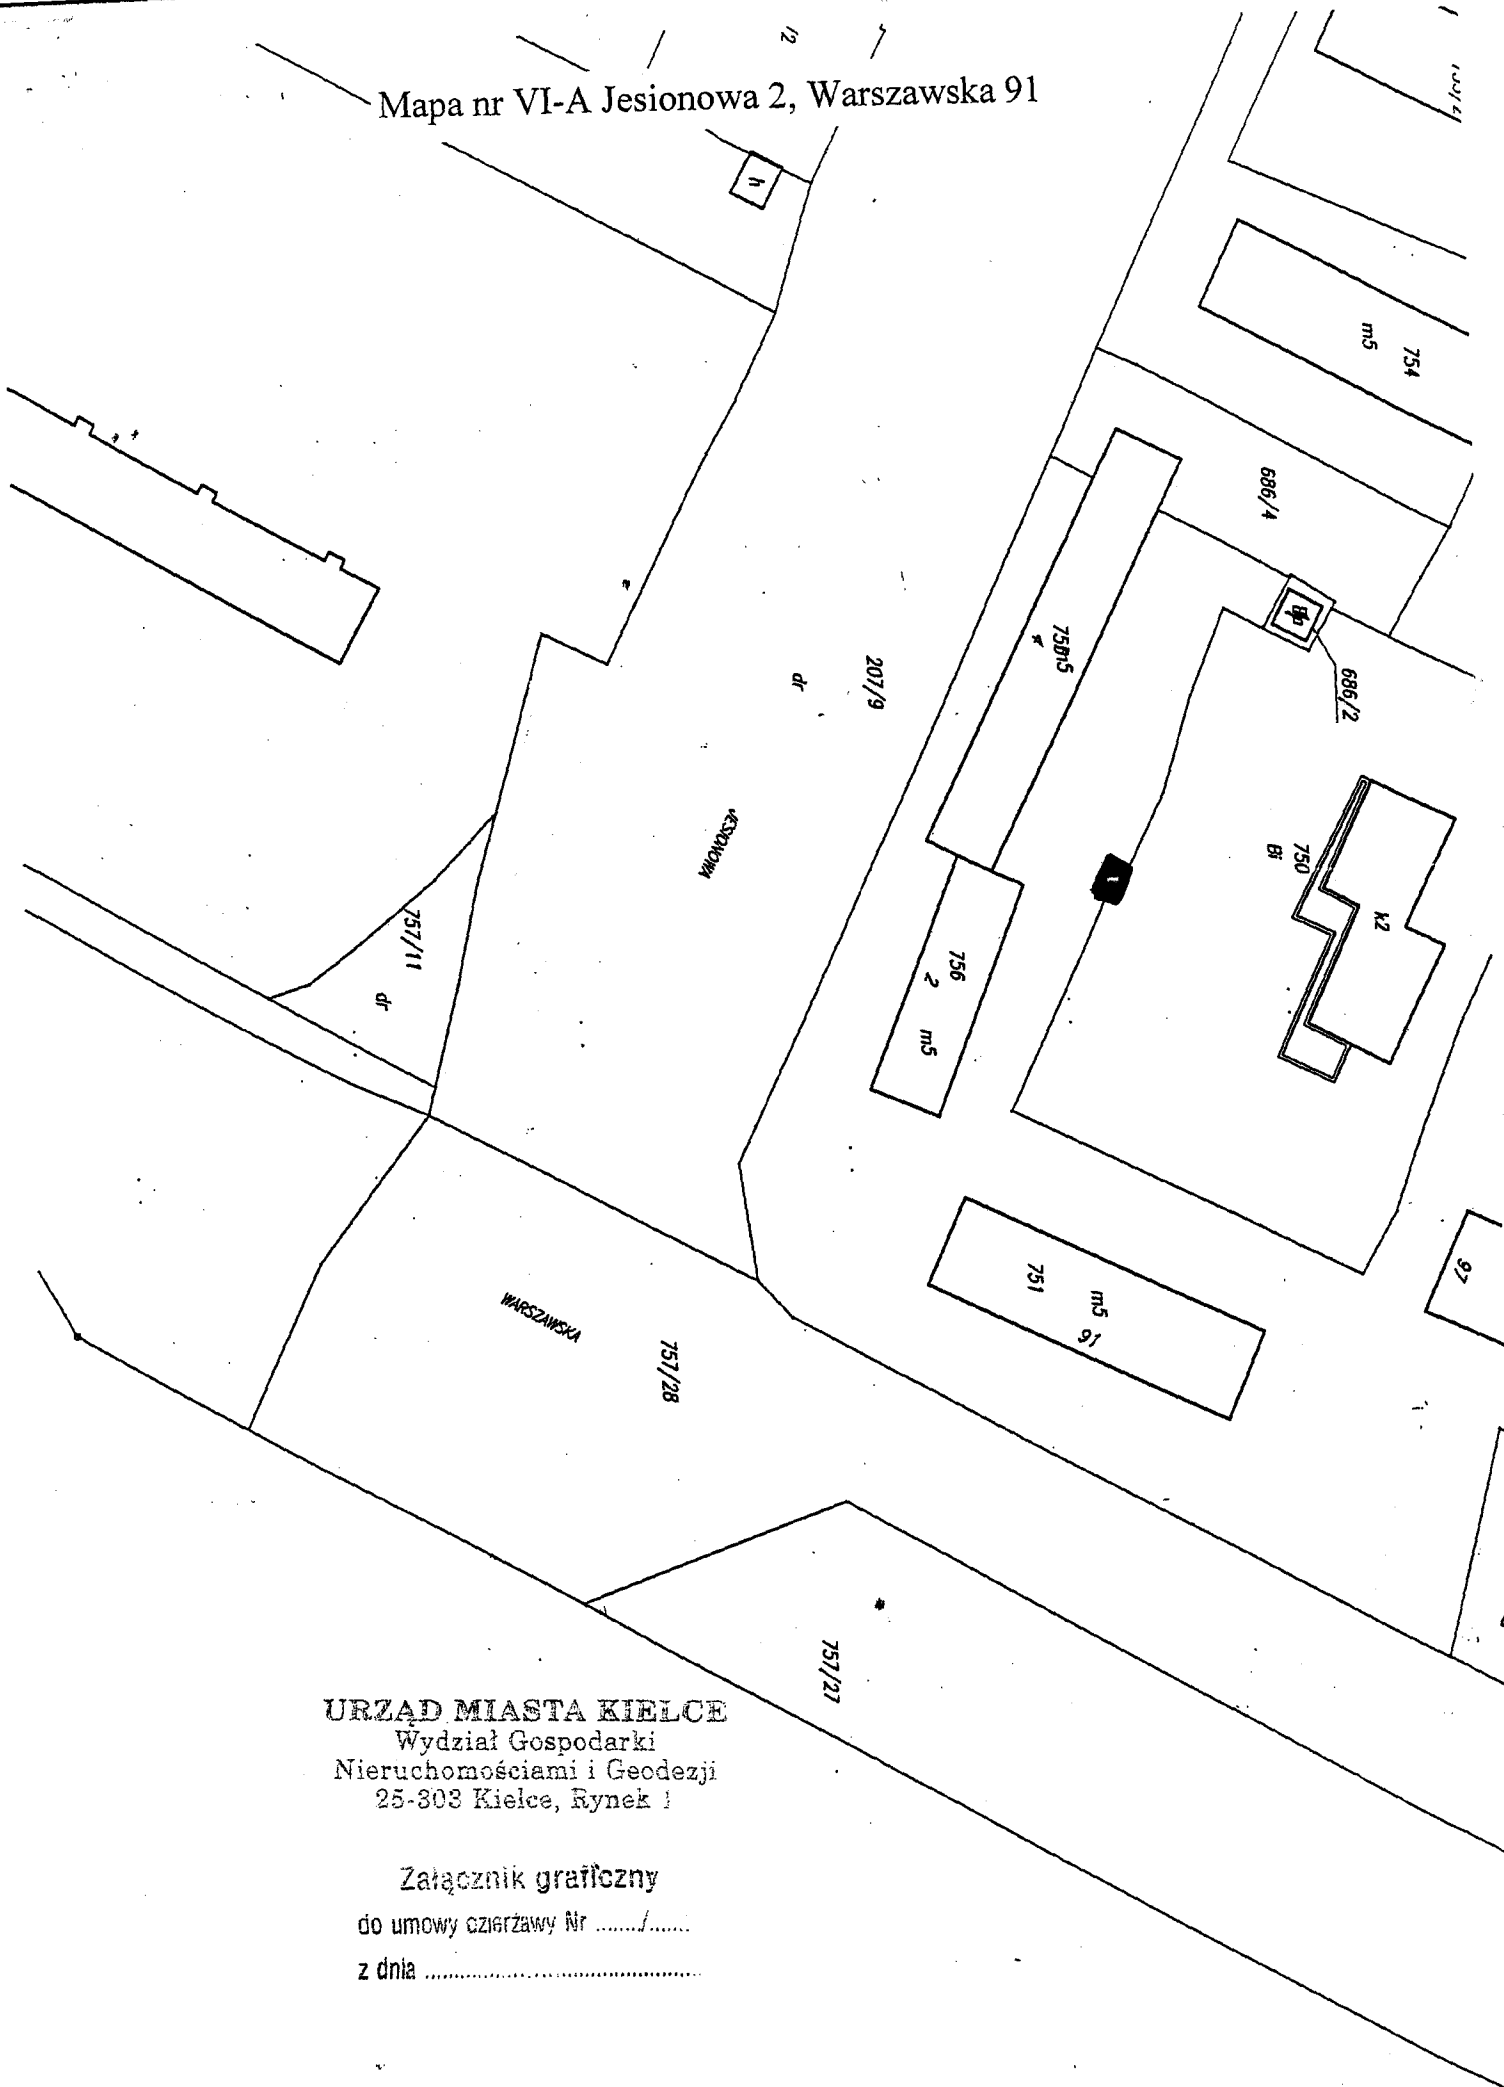 /2
Mapa nr VI-A Jesionowa 2, Warszawska 91
h
m5
754
686/4
686/2
207/9
dr
JESIONOWA
750
Bi
k2
757/11
dr
756
2
m5
751
m5
91
97
WARSZAWSKA
757/28
757/27
URZĄD MIASTA KIELCE
Wydział Gospodarki
Nieruchomościami i Geodezji
25-303 Kielce, Rynek 1
Załącznik graficzny
do umowy dzierżawy Nr ......../.......
z dnia ................................................